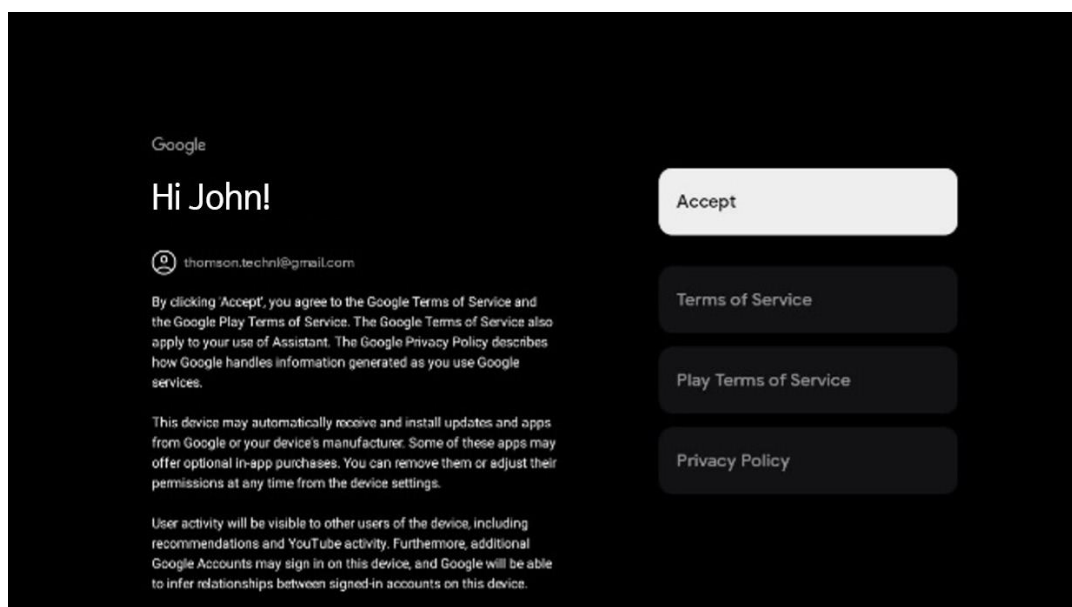 Google
Hi John!
thomson.technl@gmail.com
By clicking 'Accept', you agree to the Google Terms of Service and
the Google Play Terms of Service. The Google Terms of Service also
apply to your use of Assistant. The Google Privacy Policy describes
how Google handles information generated as you use Google
services.
This device may automatically receive and install updates and apps
from Google or your device's manufacturer. Some of these apps may
offer optional in-app purchases. You can remove them or adjust their
permissions at any time from the device settings.
User activity will be visible to other users of the device, including
recommendations and YouTube activity. Furthermore, additional
Google Accounts may sign in on this device, and Google will be able
to infer relationships between signed-in accounts on this device.
Accept
Terms of Service
Play Terms of Service
Privacy Policy